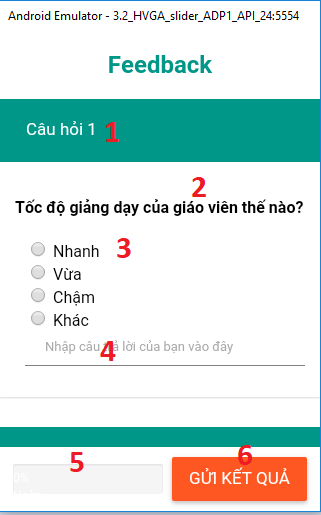 Android Emulator - 3.2_HVGA_slider_ADP1_API_24:5554
Feedback
Câu hỏi 1 1
2
Tốc độ giảng dạy của giáo viên thế nào?
Nhanh 3
Vừa
Chậm
Khác
Nhập câu trả lời của bạn vào đây
4
5 6
0%
GỬI KẾT QUẢ